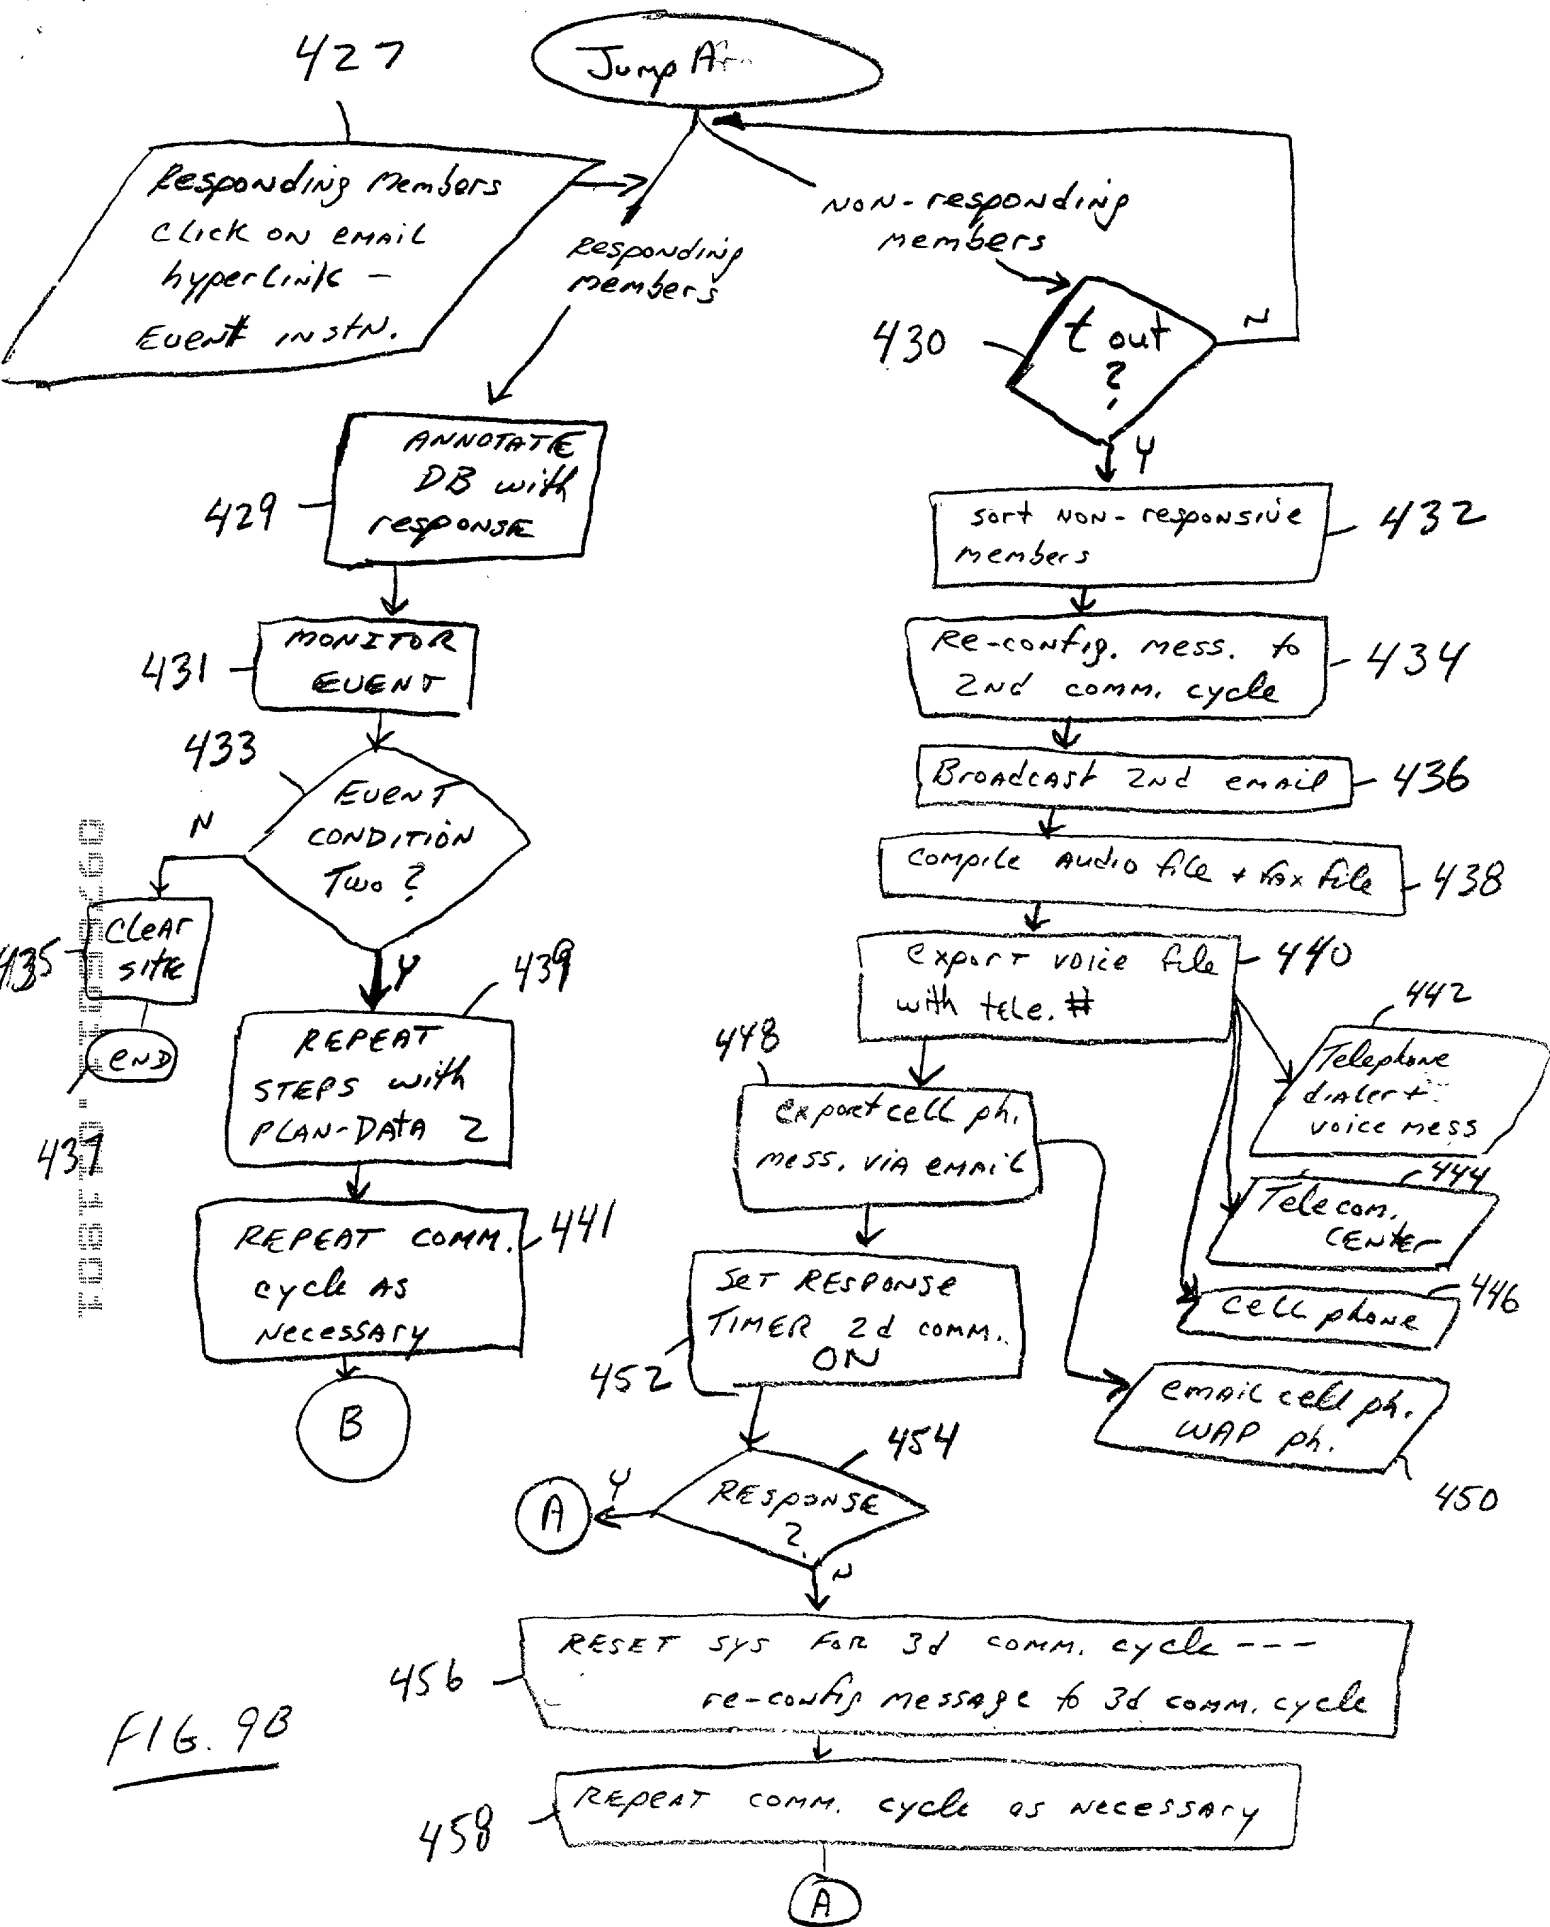 427
Jump A
Responding Members
Click on email
hyperlink -
Event instn.
Responding
members
Non-responding
members
430
t out
?
N
Y
Annotate
DB with
response
429
Sort non-responsive
members
432
Monitor
Event
431
Re-config. mess. to
2nd comm. cycle
434
433
Event
Condition
Two?
N
Y
Broadcast 2nd email
436
Compile Audio file + fax file
438
Clear
site
435
END
437
439
Repeat
Steps with
Plan-Data 2
Export voice file
with tele. #
440
442
Telephone
dialer +
voice mess
448
Export cell ph.
mess. via email
444
Telecom.
Center
446
Cell phone
Repeat comm.
cycle as
necessary
441
B
Set Response
Timer 2d comm.
ON
452
email cell ph.
WAP ph.
450
454
Response
?
Y
A
N
Reset sys for 3d comm. cycle ---
re-config message to 3d comm. cycle
456
FIG. 9B
Repeat comm. cycle as necessary
458
A